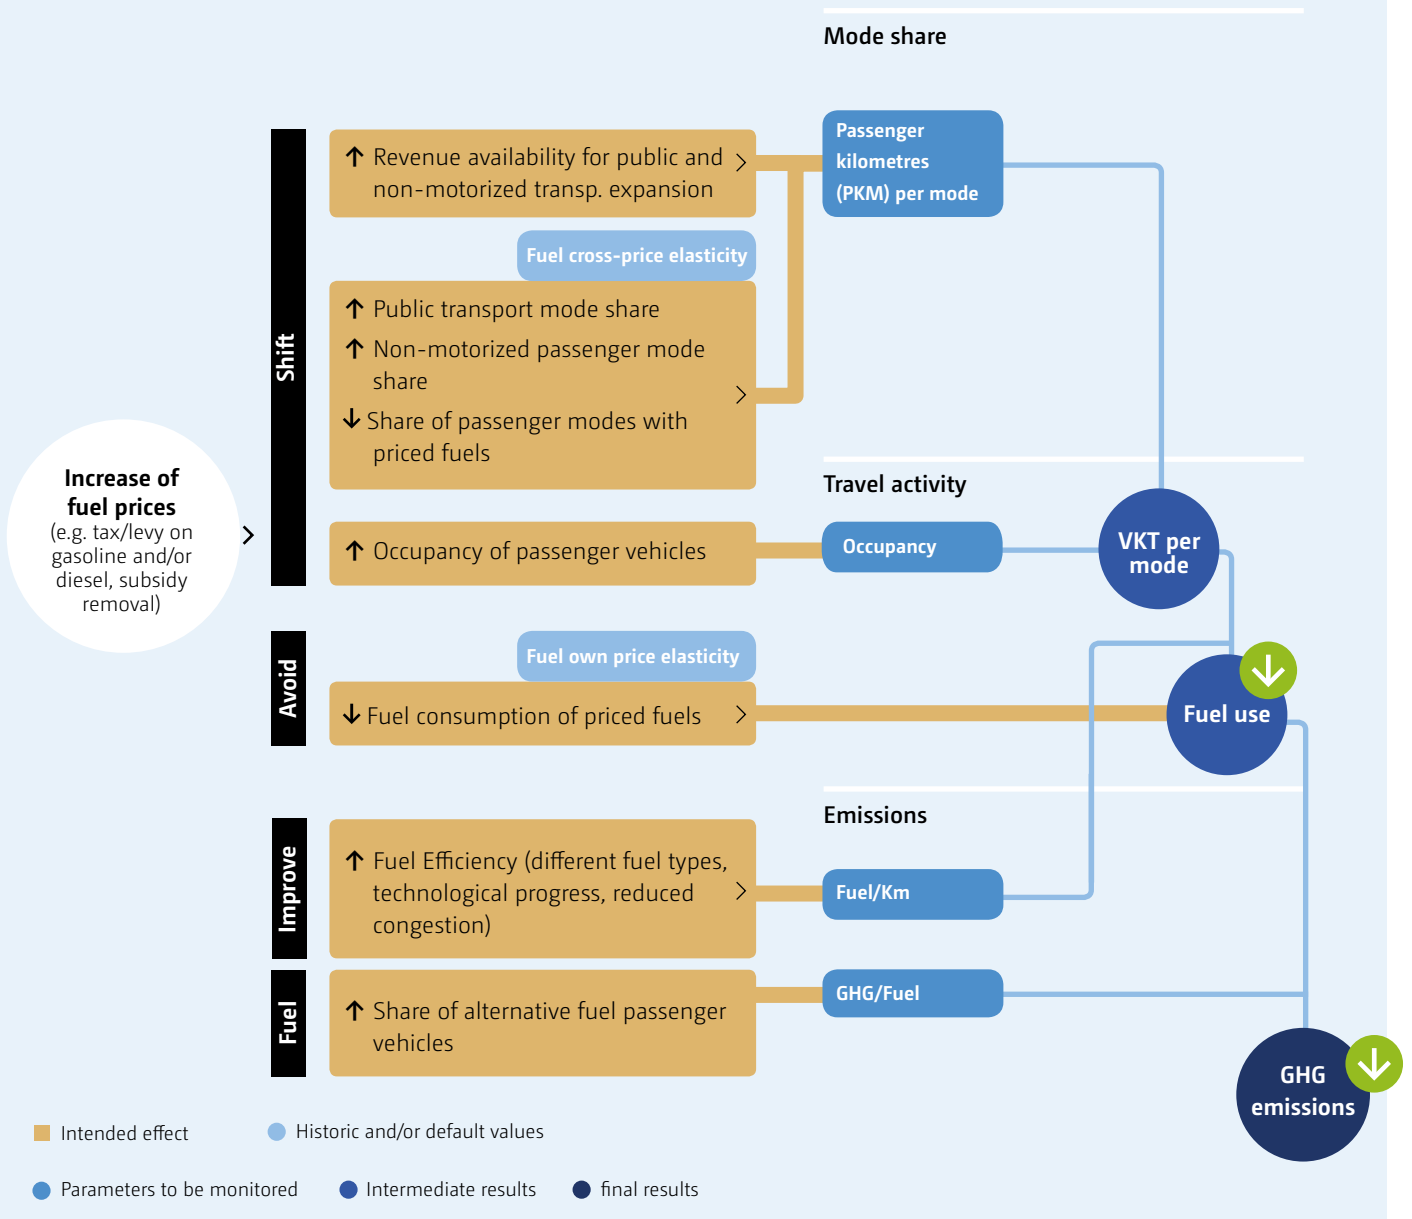 Mode share
Passenger
kilometres
(PKM) per mode
Shift
↑ Revenue availability for public and
non-motorized transp. expansion
Fuel cross-price elasticity
↑ Public transport mode share
↑ Non-motorized passenger mode
share
↓ Share of passenger modes with
priced fuels
Increase of
fuel prices
(e.g. tax/levy on
gasoline and/or
diesel, subsidy
removal)
Travel activity
↑ Occupancy of passenger vehicles
Occupancy
VKT per
mode
Avoid
Fuel own price elasticity
↓ Fuel consumption of priced fuels
Fuel use
Emissions
Improve
↑ Fuel Efficiency (different fuel types,
technological progress, reduced
congestion)
Fuel/Km
Fuel
↑ Share of alternative fuel passenger
vehicles
GHG/Fuel
GHG
emissions
Intended effect
Historic and/or default values
Parameters to be monitored
Intermediate results
final results